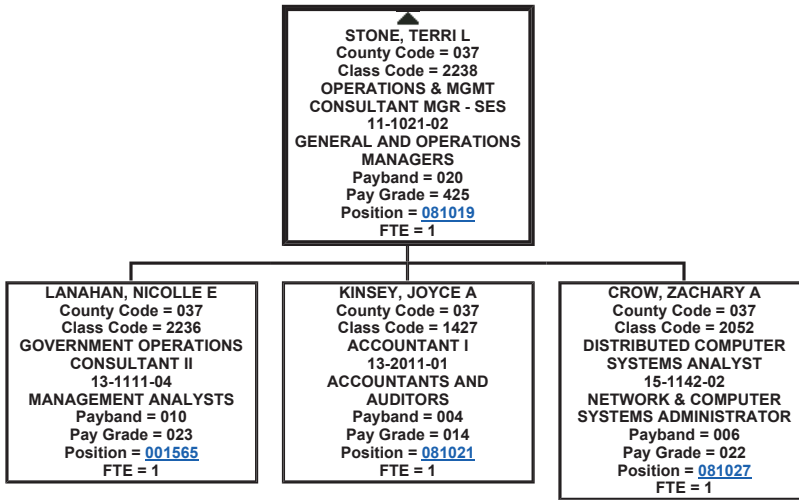 STONE, TERRI L
County Code = 037
Class Code = 2238
OPERATIONS & MGMT
CONSULTANT MGR - SES
11-1021-02
GENERAL AND OPERATIONS
MANAGERS
Payband = 020
Pay Grade = 425
Position = 081019
FTE = 1
LANAHAN, NICOLLE E
County Code = 037
Class Code = 2236
GOVERNMENT OPERATIONS
CONSULTANT II
13-1111-04
MANAGEMENT ANALYSTS
Payband = 010
Pay Grade = 023
Position = 001565
FTE = 1
KINSEY, JOYCE A
County Code = 037
Class Code = 1427
ACCOUNTANT I
13-2011-01
ACCOUNTANTS AND
AUDITORS
Payband = 004
Pay Grade = 014
Position = 081021
FTE = 1
CROW, ZACHARY A
County Code = 037
Class Code = 2052
DISTRIBUTED COMPUTER
SYSTEMS ANALYST
15-1142-02
NETWORK & COMPUTER
SYSTEMS ADMINISTRATOR
Payband = 006
Pay Grade = 022
Position = 081027
FTE = 1